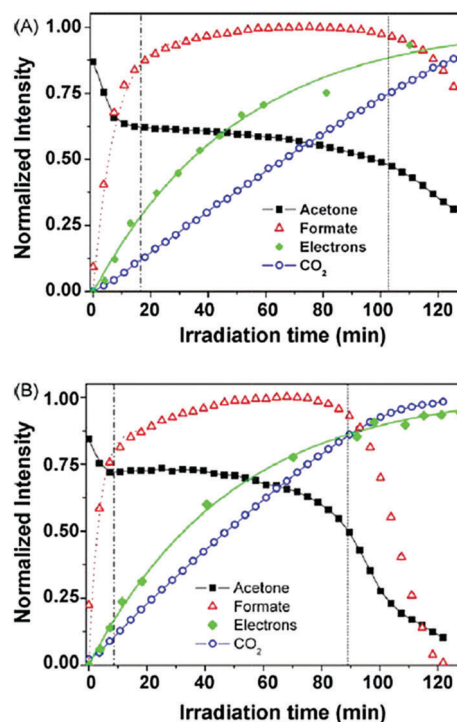 (A)
Normalized Intensity
1.00
0.75
0.50
0.25
0.00
Acetone
Formate
Electrons
CO₂
0 20 40 60 80 100 120
Irradiation time (min)
(B)
Normalized Intensity
1.00
0.75
0.50
0.25
0.00
Acetone
Formate
Electrons
CO₂
0 20 40 60 80 100 120
Irradiation time (min)